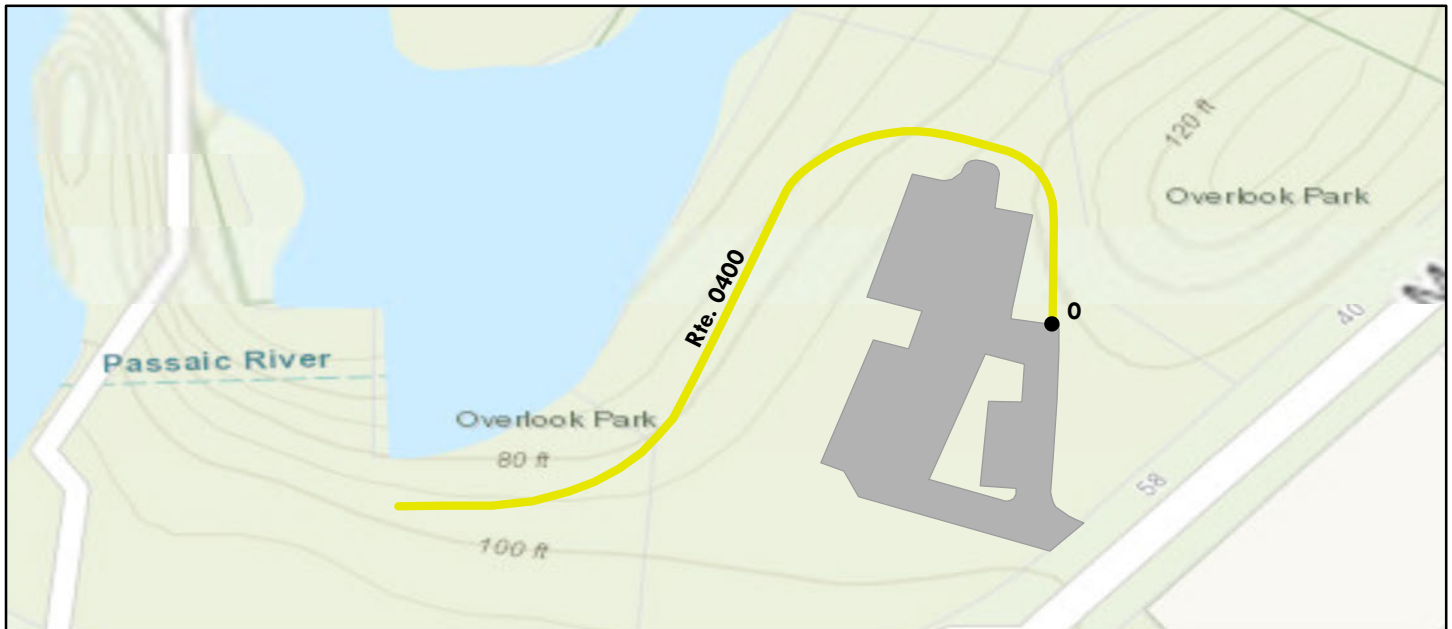 120 ft
Overlook Park
Rte. 0400
0
40
Passaic River
Overlook Park
80 ft
58
100 ft